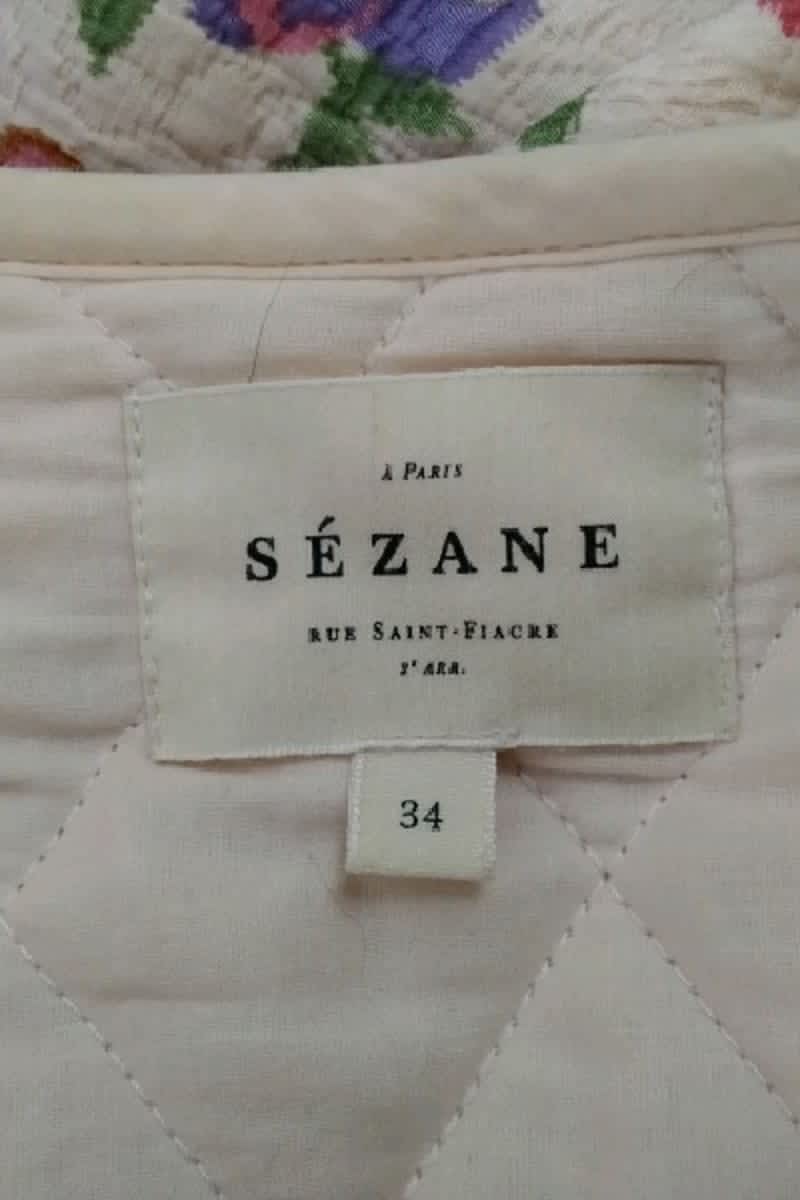 À PARIS
SÉZANE
RUE SAINT-FIACRE
2e ARR.
34